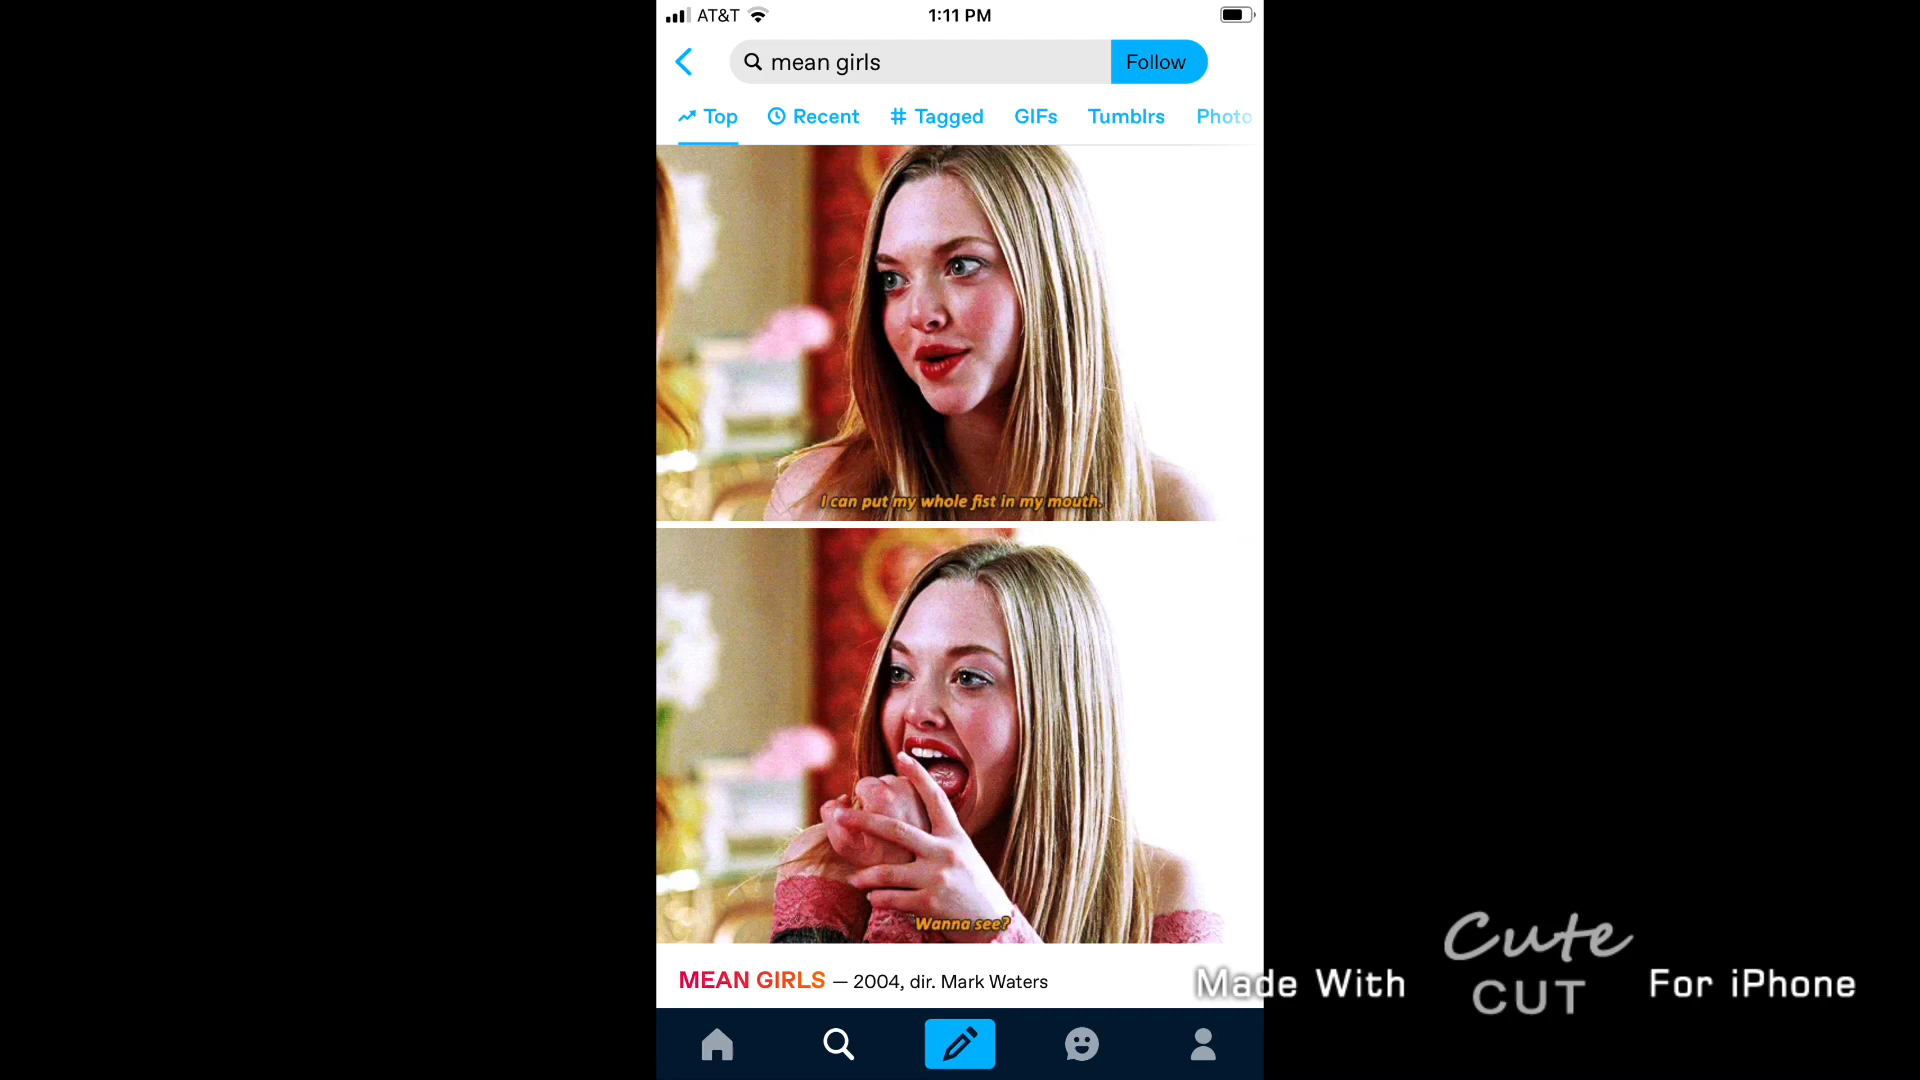 AT&T
1:11 PM
mean girls
Follow
Top
Recent
# Tagged
GIFs
Tumblrs
Photo
I can put my whole fist in my mouth.
Wanna see?
MEAN GIRLS — 2004, dir. Mark Waters
Made With Cute CUT For iPhone